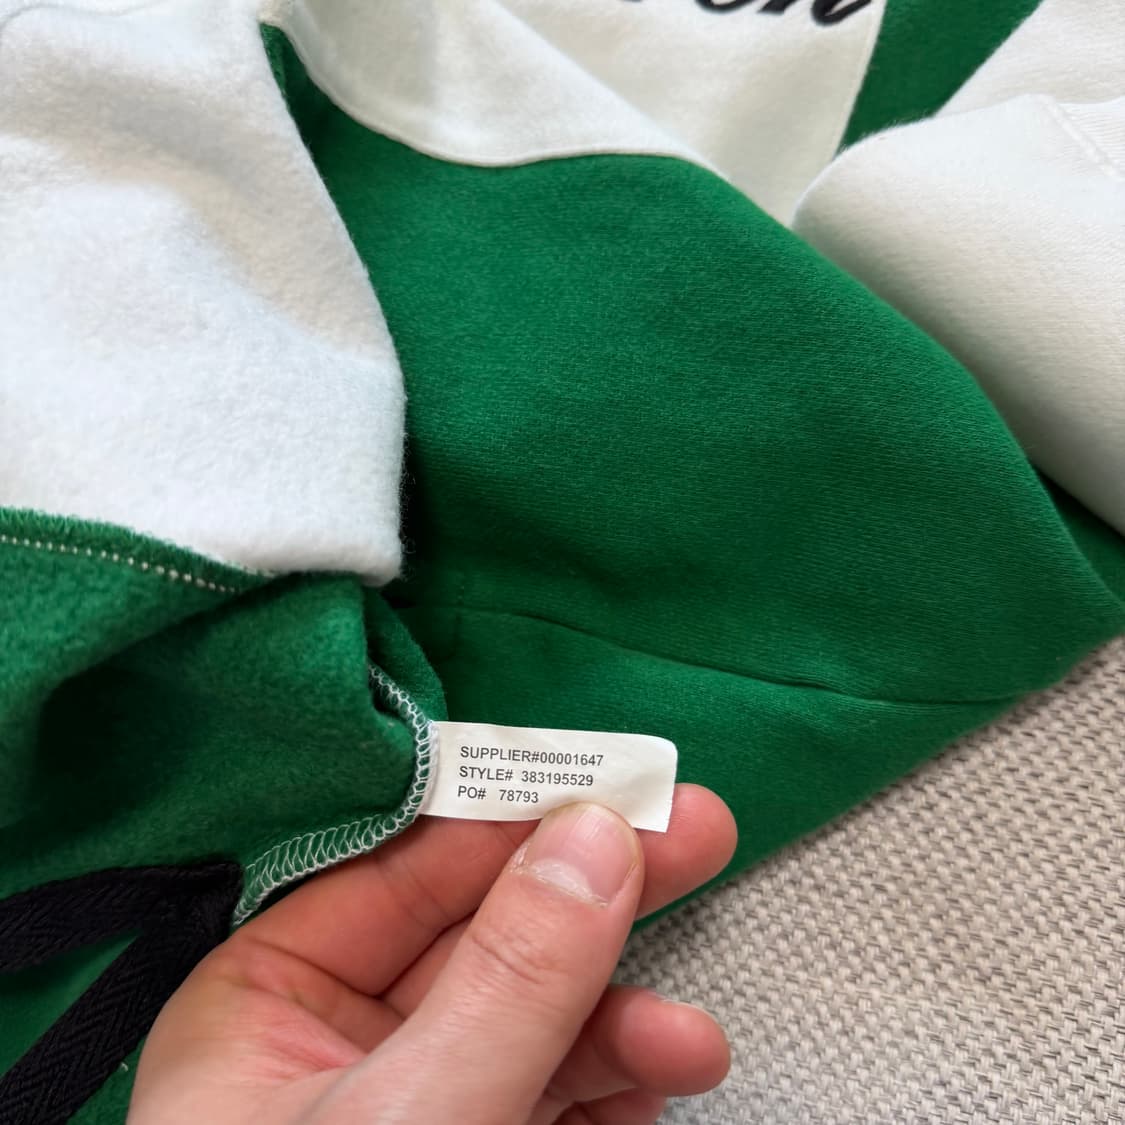 SUPPLIER#00001647
STYLE# 383195529
PO# 78793